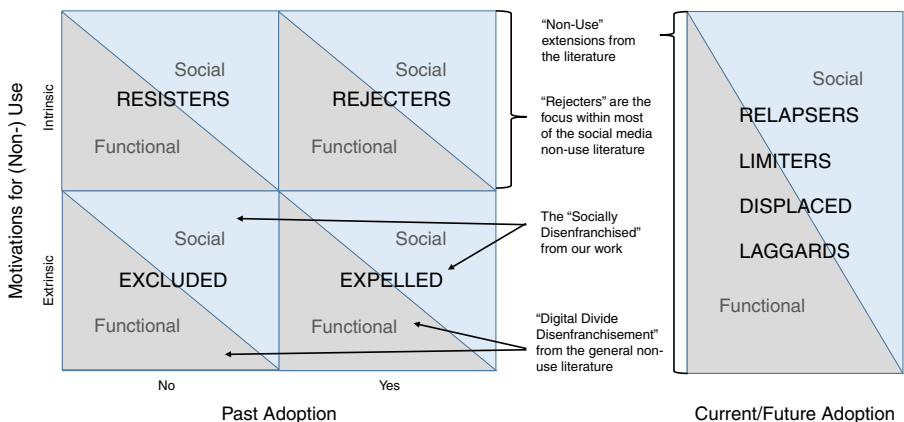 Motivations for (Non-) Use
Intrinsic
Extrinsic
Social
RESISTERS
Functional
Social
REJECTERS
Functional
Social
EXCLUDED
Functional
Social
EXPELLED
Functional
No
Yes
Past Adoption
“Non-Use”
extensions from
the literature
“Rejecters” are the
focus within most
of the social media
non-use literature
The “Socially
Disenfranchised”
from our work
“Digital Divide
Disenfranchisement”
from the general non-
use literature
Social
RELAPSERS
LIMITERS
DISPLACED
LAGGARDS
Functional
Current/Future Adoption